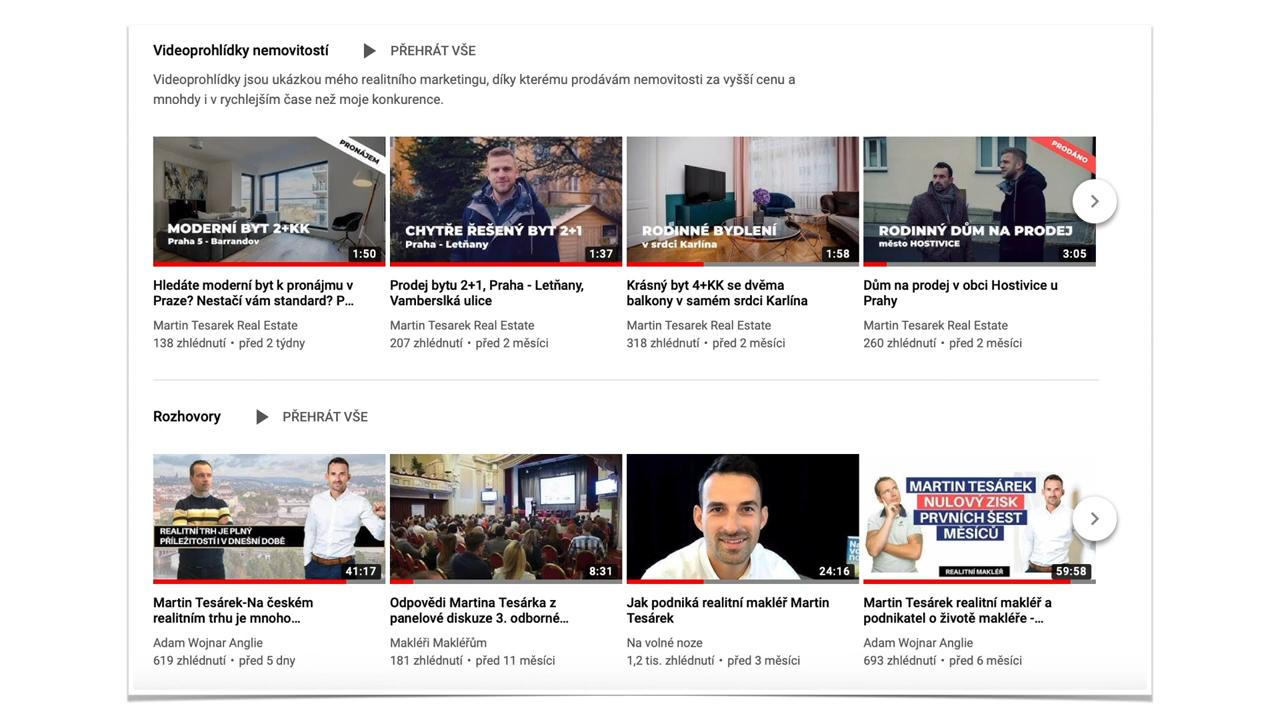 Videoprohlídky nemovitostí
PŘEHRÁT VŠE
Videoprohlídky jsou ukázkou mého realitního marketingu, díky kterému prodávám nemovitosti za vyšší cenu a
mnohdy i v rychlejším čase než moje konkurence.
PRONÁJEM
MODERNÍ BYT 2+KK
Praha 5 - Barrandov
1:50
Hledáte moderní byt k pronájmu v
Praze? Nestačí vám standard? P...
Martin Tesarek Real Estate
138 zhlédnutí • před 2 týdny
CHYTŘE ŘEŠENÝ BYT 2+1
Praha - Letňany
1:37
Prodej bytu 2+1, Praha - Letňany,
Vamberslká ulice
Martin Tesarek Real Estate
207 zhlédnutí • před 2 měsíci
RODINNÉ BYDLENÍ
v srdci Karlína
1:58
Krásný byt 4+KK se dvěma
balkony v samém srdci Karlína
Martin Tesarek Real Estate
318 zhlédnutí • před 2 měsíci
PRODÁNO
RODINNÝ DŮM NA PRODEJ
město HOSTIVICE
3:05
Dům na prodej v obci Hostivice u
Prahy
Martin Tesarek Real Estate
260 zhlédnutí • před 2 měsíci
Rozhovory
PŘEHRÁT VŠE
REALITNÍ TRH JE PLNÝ
PŘÍLEŽITOSTÍ I V DNEŠNÍ DOBĚ
41:17
Martin Tesárek-Na českém
realitním trhu je mnoho...
Adam Wojnar Anglie
619 zhlédnutí • před 5 dny
8:31
Odpovědi Martina Tesárka z
panelové diskuze 3. odborné...
Makléři Makléřům
181 zhlédnutí • před 11 měsíci
24:16
Jak podniká realitní makléř Martin
Tesárek
Na volné noze
1,2 tis. zhlédnutí • před 3 měsíci
MARTIN TESÁREK
NULOVÝ ZISK
PRVNÍCH ŠEST
MĚSÍCŮ
REALITNÍ MAKLÉŘ
59:58
Martin Tesárek realitní makléř a
podnikatel o životě makléře -...
Adam Wojnar Anglie
693 zhlédnutí • před 6 měsíci